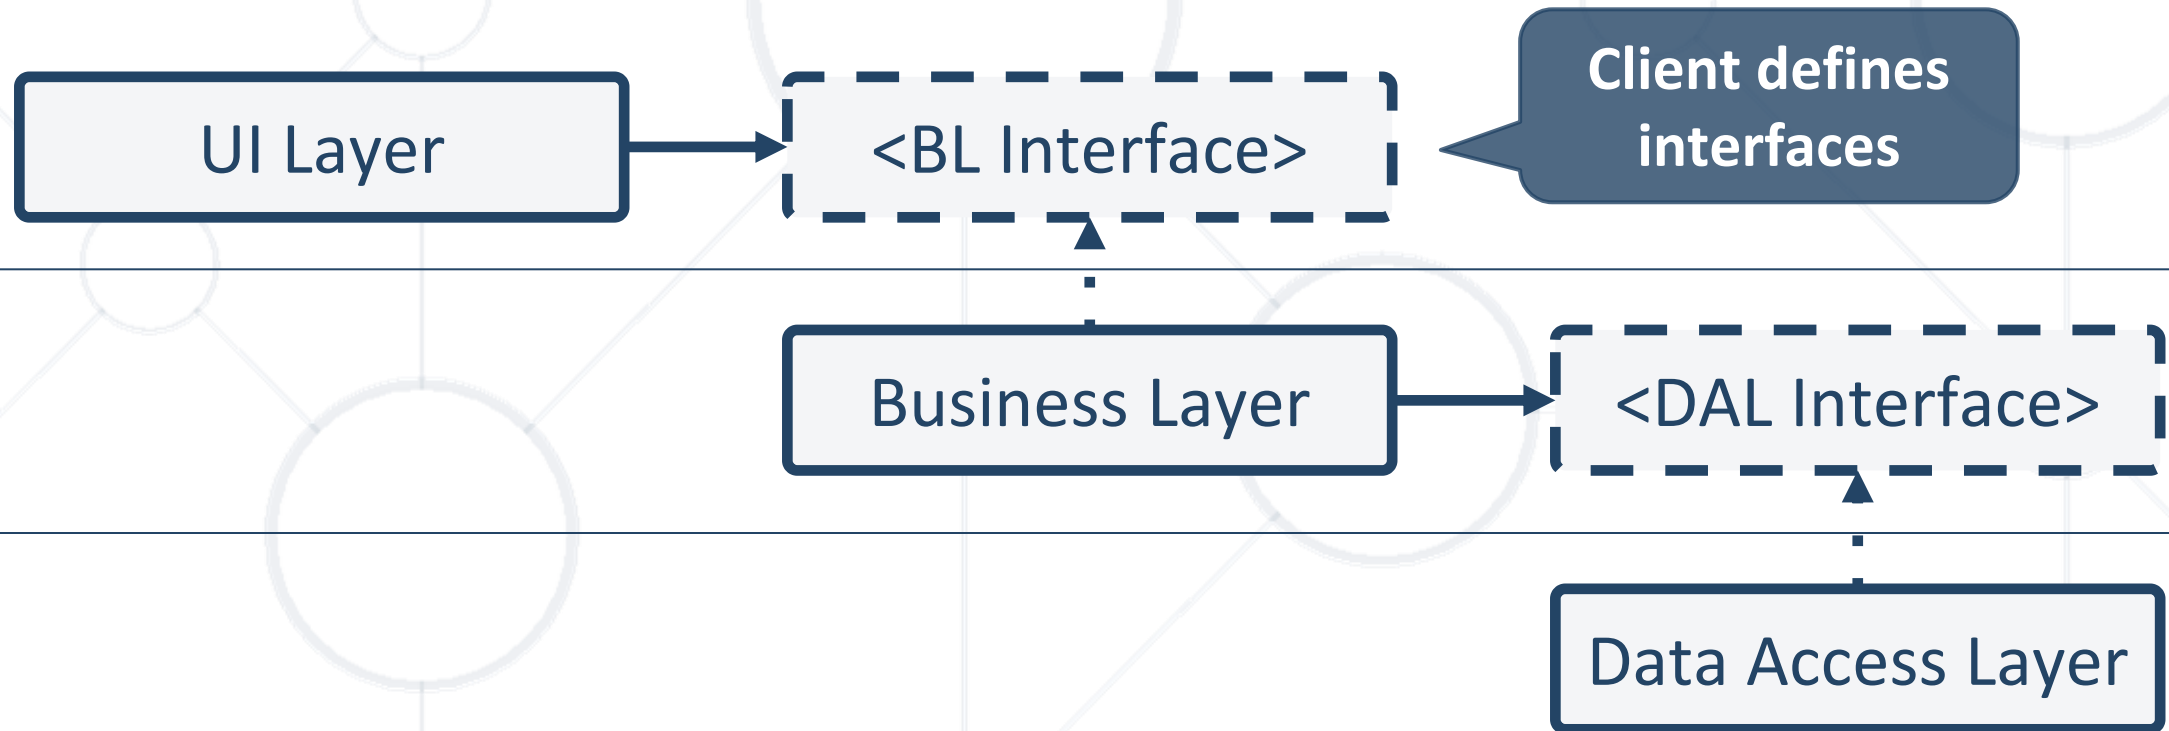 UI Layer
<BL Interface>
Client defines
interfaces
Business Layer
<DAL Interface>
Data Access Layer